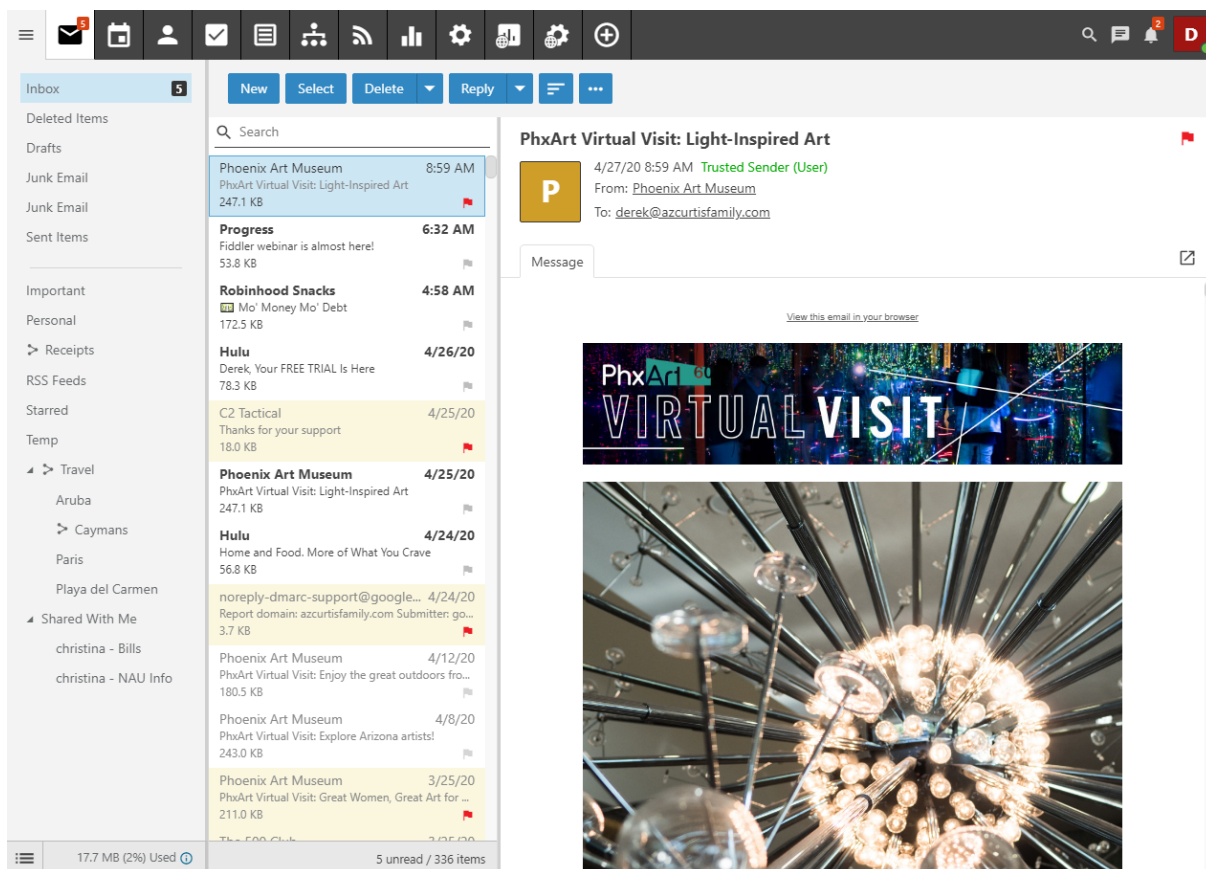 5
2
D
Inbox 5
Deleted Items
Drafts
Junk Email
Junk Email
Sent Items
Important
Personal
Receipts
RSS Feeds
Starred
Temp
Travel
Aruba
Caymans
Paris
Playa del Carmen
Shared With Me
christina - Bills
christina - NAU Info
17.7 MB (2%) Used
New Select Delete Reply
Search
Phoenix Art Museum 8:59 AM
PhxArt Virtual Visit: Light-Inspired Art
247.1 KB
Progress 6:32 AM
Fiddler webinar is almost here!
53.8 KB
Robinhood Snacks 4:58 AM
Mo' Money Mo' Debt
172.5 KB
Hulu 4/26/20
Derek, Your FREE TRIAL Is Here
78.3 KB
C2 Tactical 4/25/20
Thanks for your support
18.0 KB
Phoenix Art Museum 4/25/20
PhxArt Virtual Visit: Light-Inspired Art
247.1 KB
Hulu 4/24/20
Home and Food. More of What You Crave
56.8 KB
noreply-dmarc-support@google... 4/24/20
Report domain: azcurtisfamily.com Submitter: go...
3.7 KB
Phoenix Art Museum 4/12/20
PhxArt Virtual Visit: Enjoy the great outdoors fro...
180.5 KB
Phoenix Art Museum 4/8/20
PhxArt Virtual Visit: Explore Arizona artists!
243.0 KB
Phoenix Art Museum 3/25/20
PhxArt Virtual Visit: Great Women, Great Art for ...
211.0 KB
The 500 Club 3/25/20
5 unread / 336 items
PhxArt Virtual Visit: Light-Inspired Art
P
4/27/20 8:59 AM Trusted Sender (User)
From: Phoenix Art Museum
To: derek@azcurtisfamily.com
Message
View this email in your browser
PhxArt 60
VIRTUAL VISIT